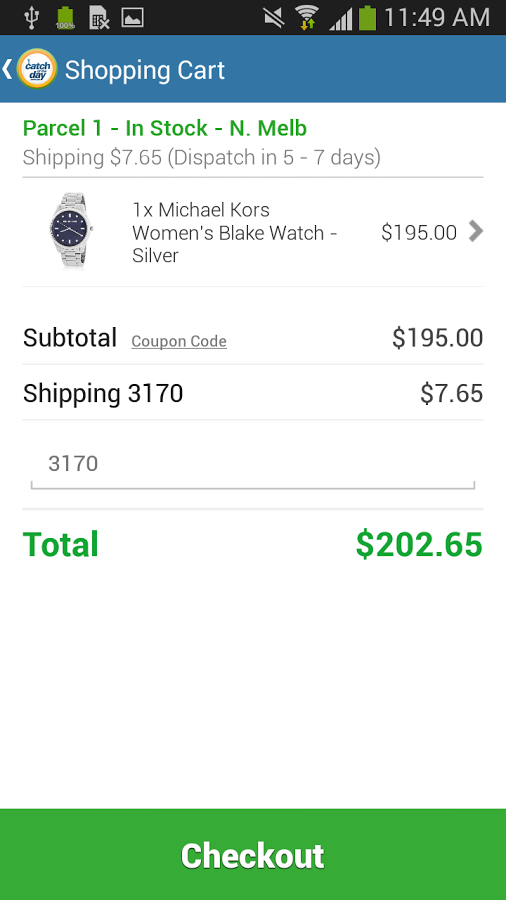 100%
11:49 AM
catch
day
Shopping Cart
Parcel 1 - In Stock - N. Melb
Shipping $7.65 (Dispatch in 5 - 7 days)
1x Michael Kors
Women's Blake Watch -
Silver
$195.00
Subtotal Coupon Code $195.00
Shipping 3170 $7.65
3170
Total $202.65
Checkout